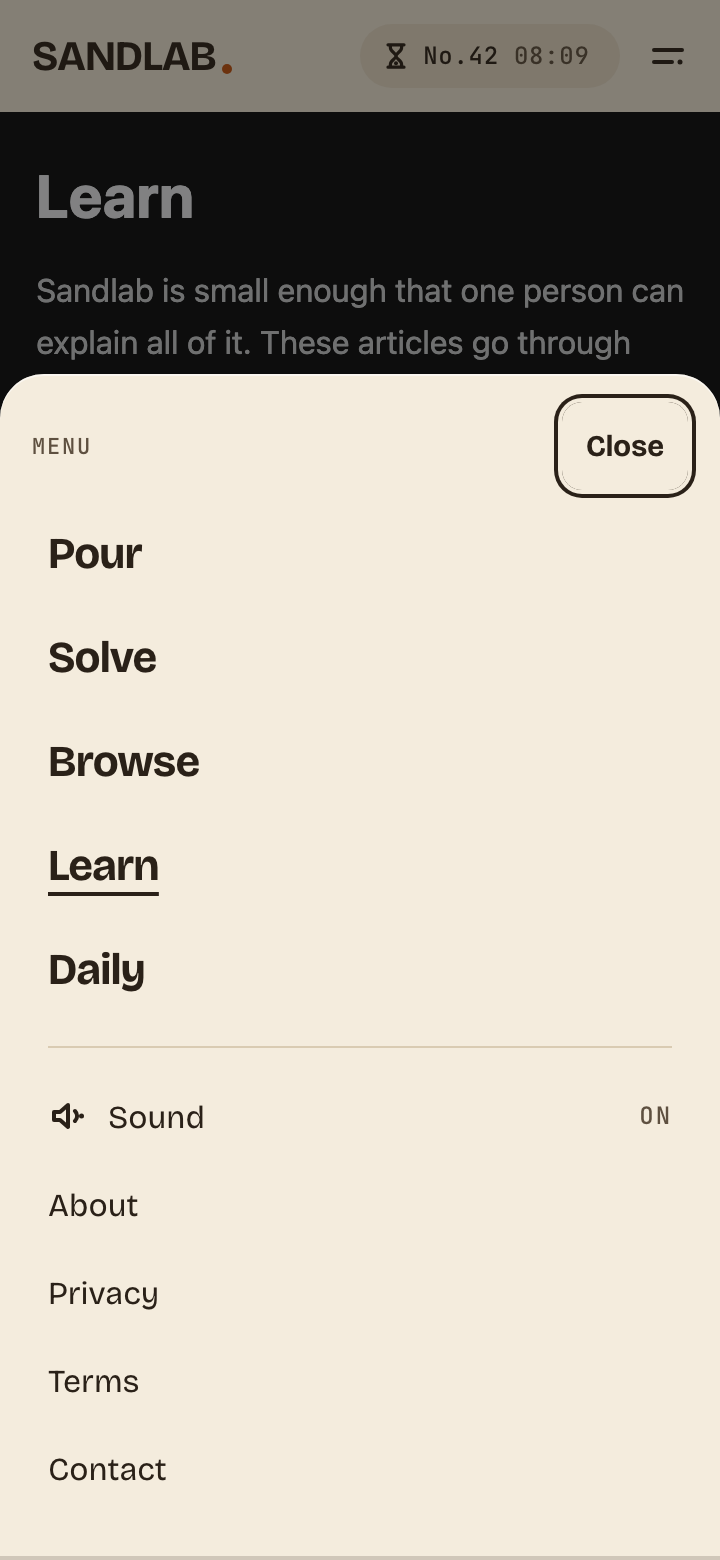 SANDLAB.
No.42 08:09
Learn
Sandlab is small enough that one person can
explain all of it. These articles go through
MENU
Close
Pour
Solve
Browse
Learn
Daily
Sound ON
About
Privacy
Terms
Contact